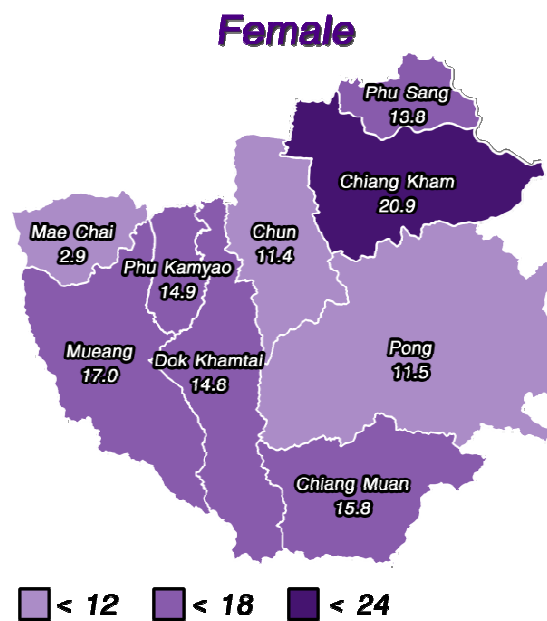 Female
Phu Sang
13.8
Chiang Kham
20.9
Mae Chai
2.9
Chun
11.4
Phu Kamyao
14.9
Mueang
17.0
Dok Khamtai
14.8
Pong
11.5
Chiang Muan
15.8
< 12
< 18
< 24